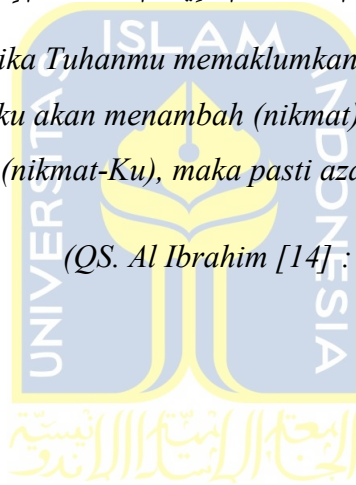 ika Tuhanmu memaklumkan
ku akan menambah (nikmat)
(nikmat-Ku), maka pasti aza
(QS. Al Ibrahim [14] :
UNIVERSITAS
ISLAM
INDONESIA